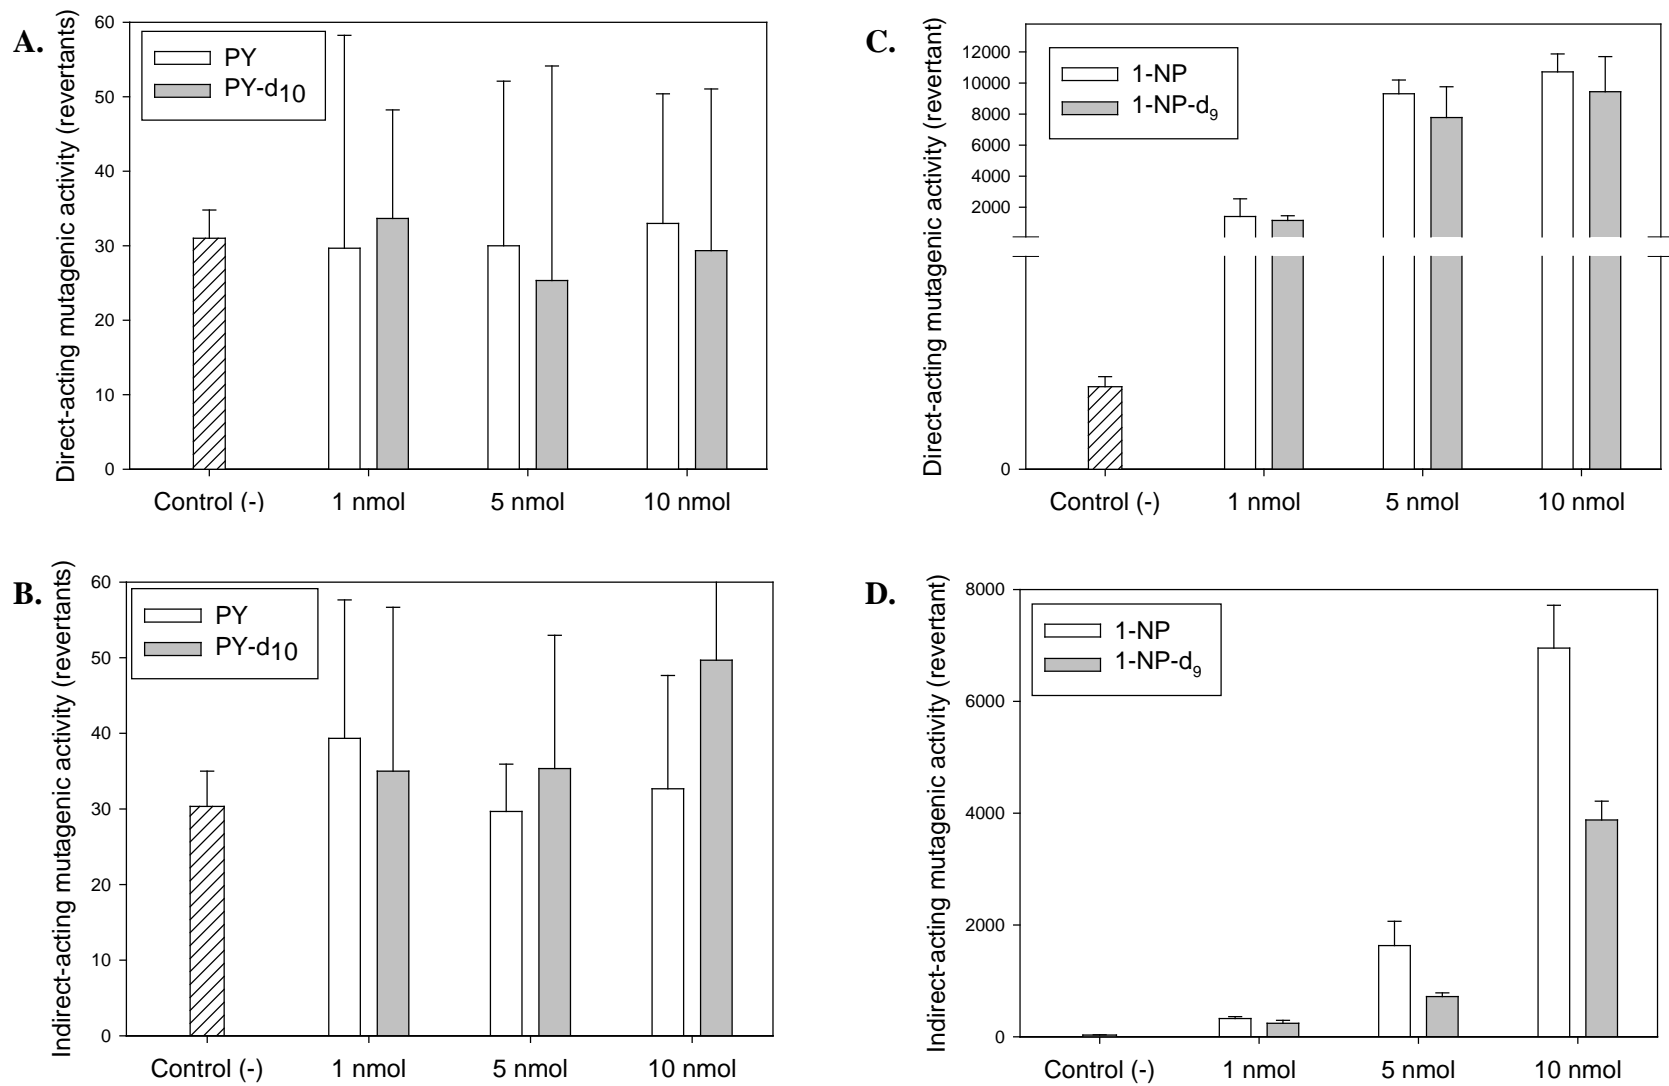 A.
Direct-acting mutagenic activity (revertants)
60
50
40
30
20
10
0
PY
PY-d10
Control (-)
1 nmol
5 nmol
10 nmol
C.
Direct-acting mutagenic activity (revertant)
12000
10000
8000
6000
4000
2000
0
1-NP
1-NP-d9
Control (-)
1 nmol
5 nmol
10 nmol
B.
Indirect-acting mutagenic activity (revertants)
60
50
40
30
20
10
0
PY
PY-d10
Control (-)
1 nmol
5 nmol
10 nmol
D.
Indirect-acting mutagenic activity (revertant)
8000
6000
4000
2000
0
1-NP
1-NP-d9
Control (-)
1 nmol
5 nmol
10 nmol